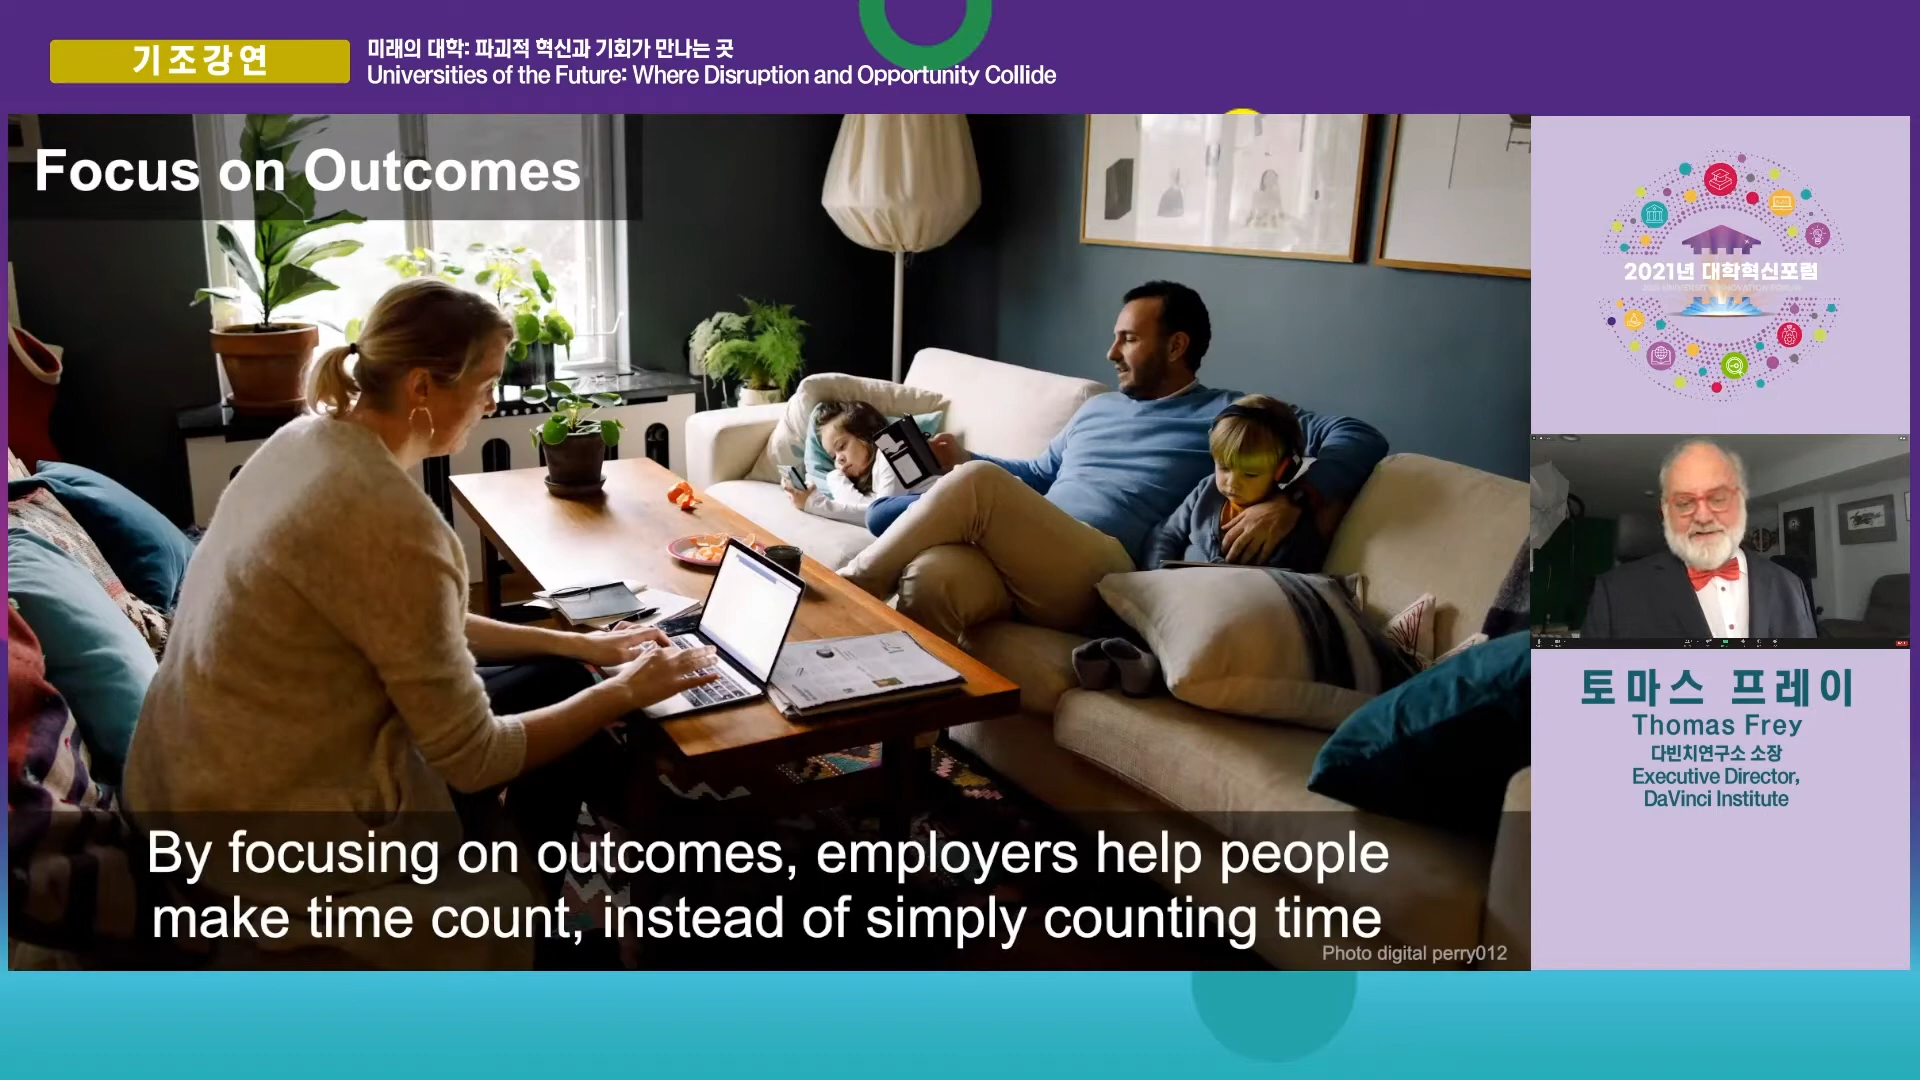 기조강연
미래의 대학: 파괴적 혁신과 기회가 만나는 곳
Universities of the Future: Where Disruption and Opportunity Collide
Focus on Outcomes
By focusing on outcomes, employers help people
make time count, instead of simply counting time
Photo digital perry012
2021년 대학혁신포럼
2021 UNIVERSITY INNOVATION FORUM
토마스 프레이
Thomas Frey
다빈치연구소 소장
Executive Director,
DaVinci Institute